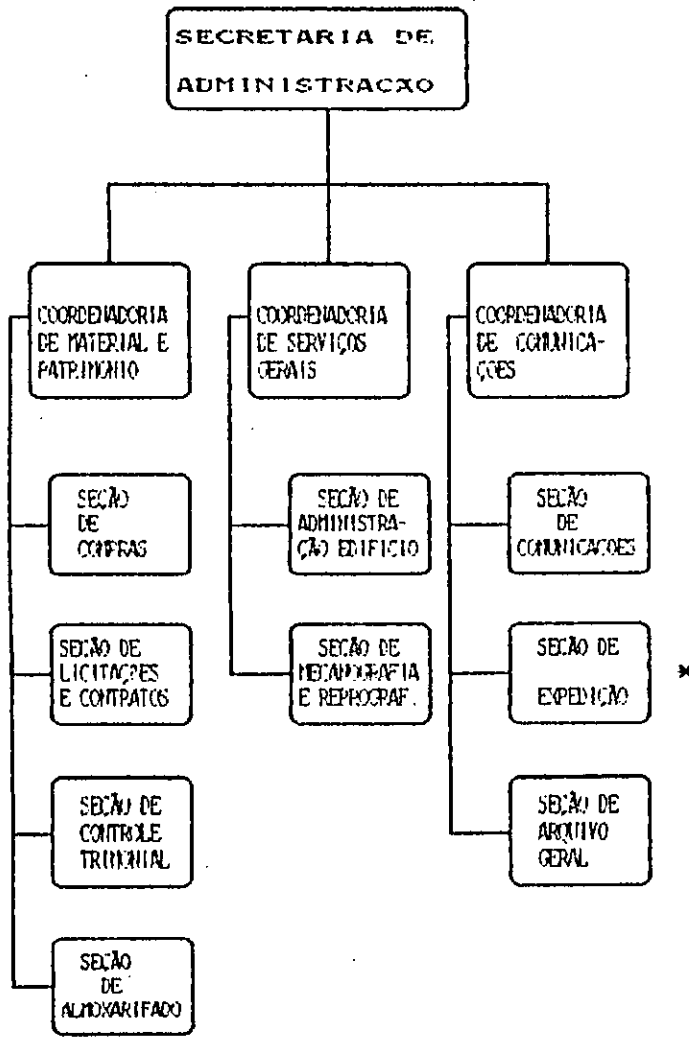 SECRETARIA DE
ADMINISTRACAO
COORDENADORIA
DE MATERIAL E
PATRIMONIO
COORDENADORIA
DE SERVIÇOS
GERAIS
COORDENADORIA
DE COMUNICA-
ÇOES
SEÇÃO
DE
COMPRAS
SEÇÃO DE
ADMINISTRA-
ÇÃO EDIFICIO
SEÇÃO
DE
COMUNICACOES
SEÇÃO DE
LICITAÇOES
E CONTRATOS
SEÇÃO DE
MECANOGRAFIA
E REPROGRAF.
SEÇÃO DE
EXPEDIÇÃO
*
SEÇÃO DE
CONTROLE
TRIMONIAL
SEÇÃO DE
ARQUIVO
GERAL
SEÇÃO
DE
ALMOXARIFADO